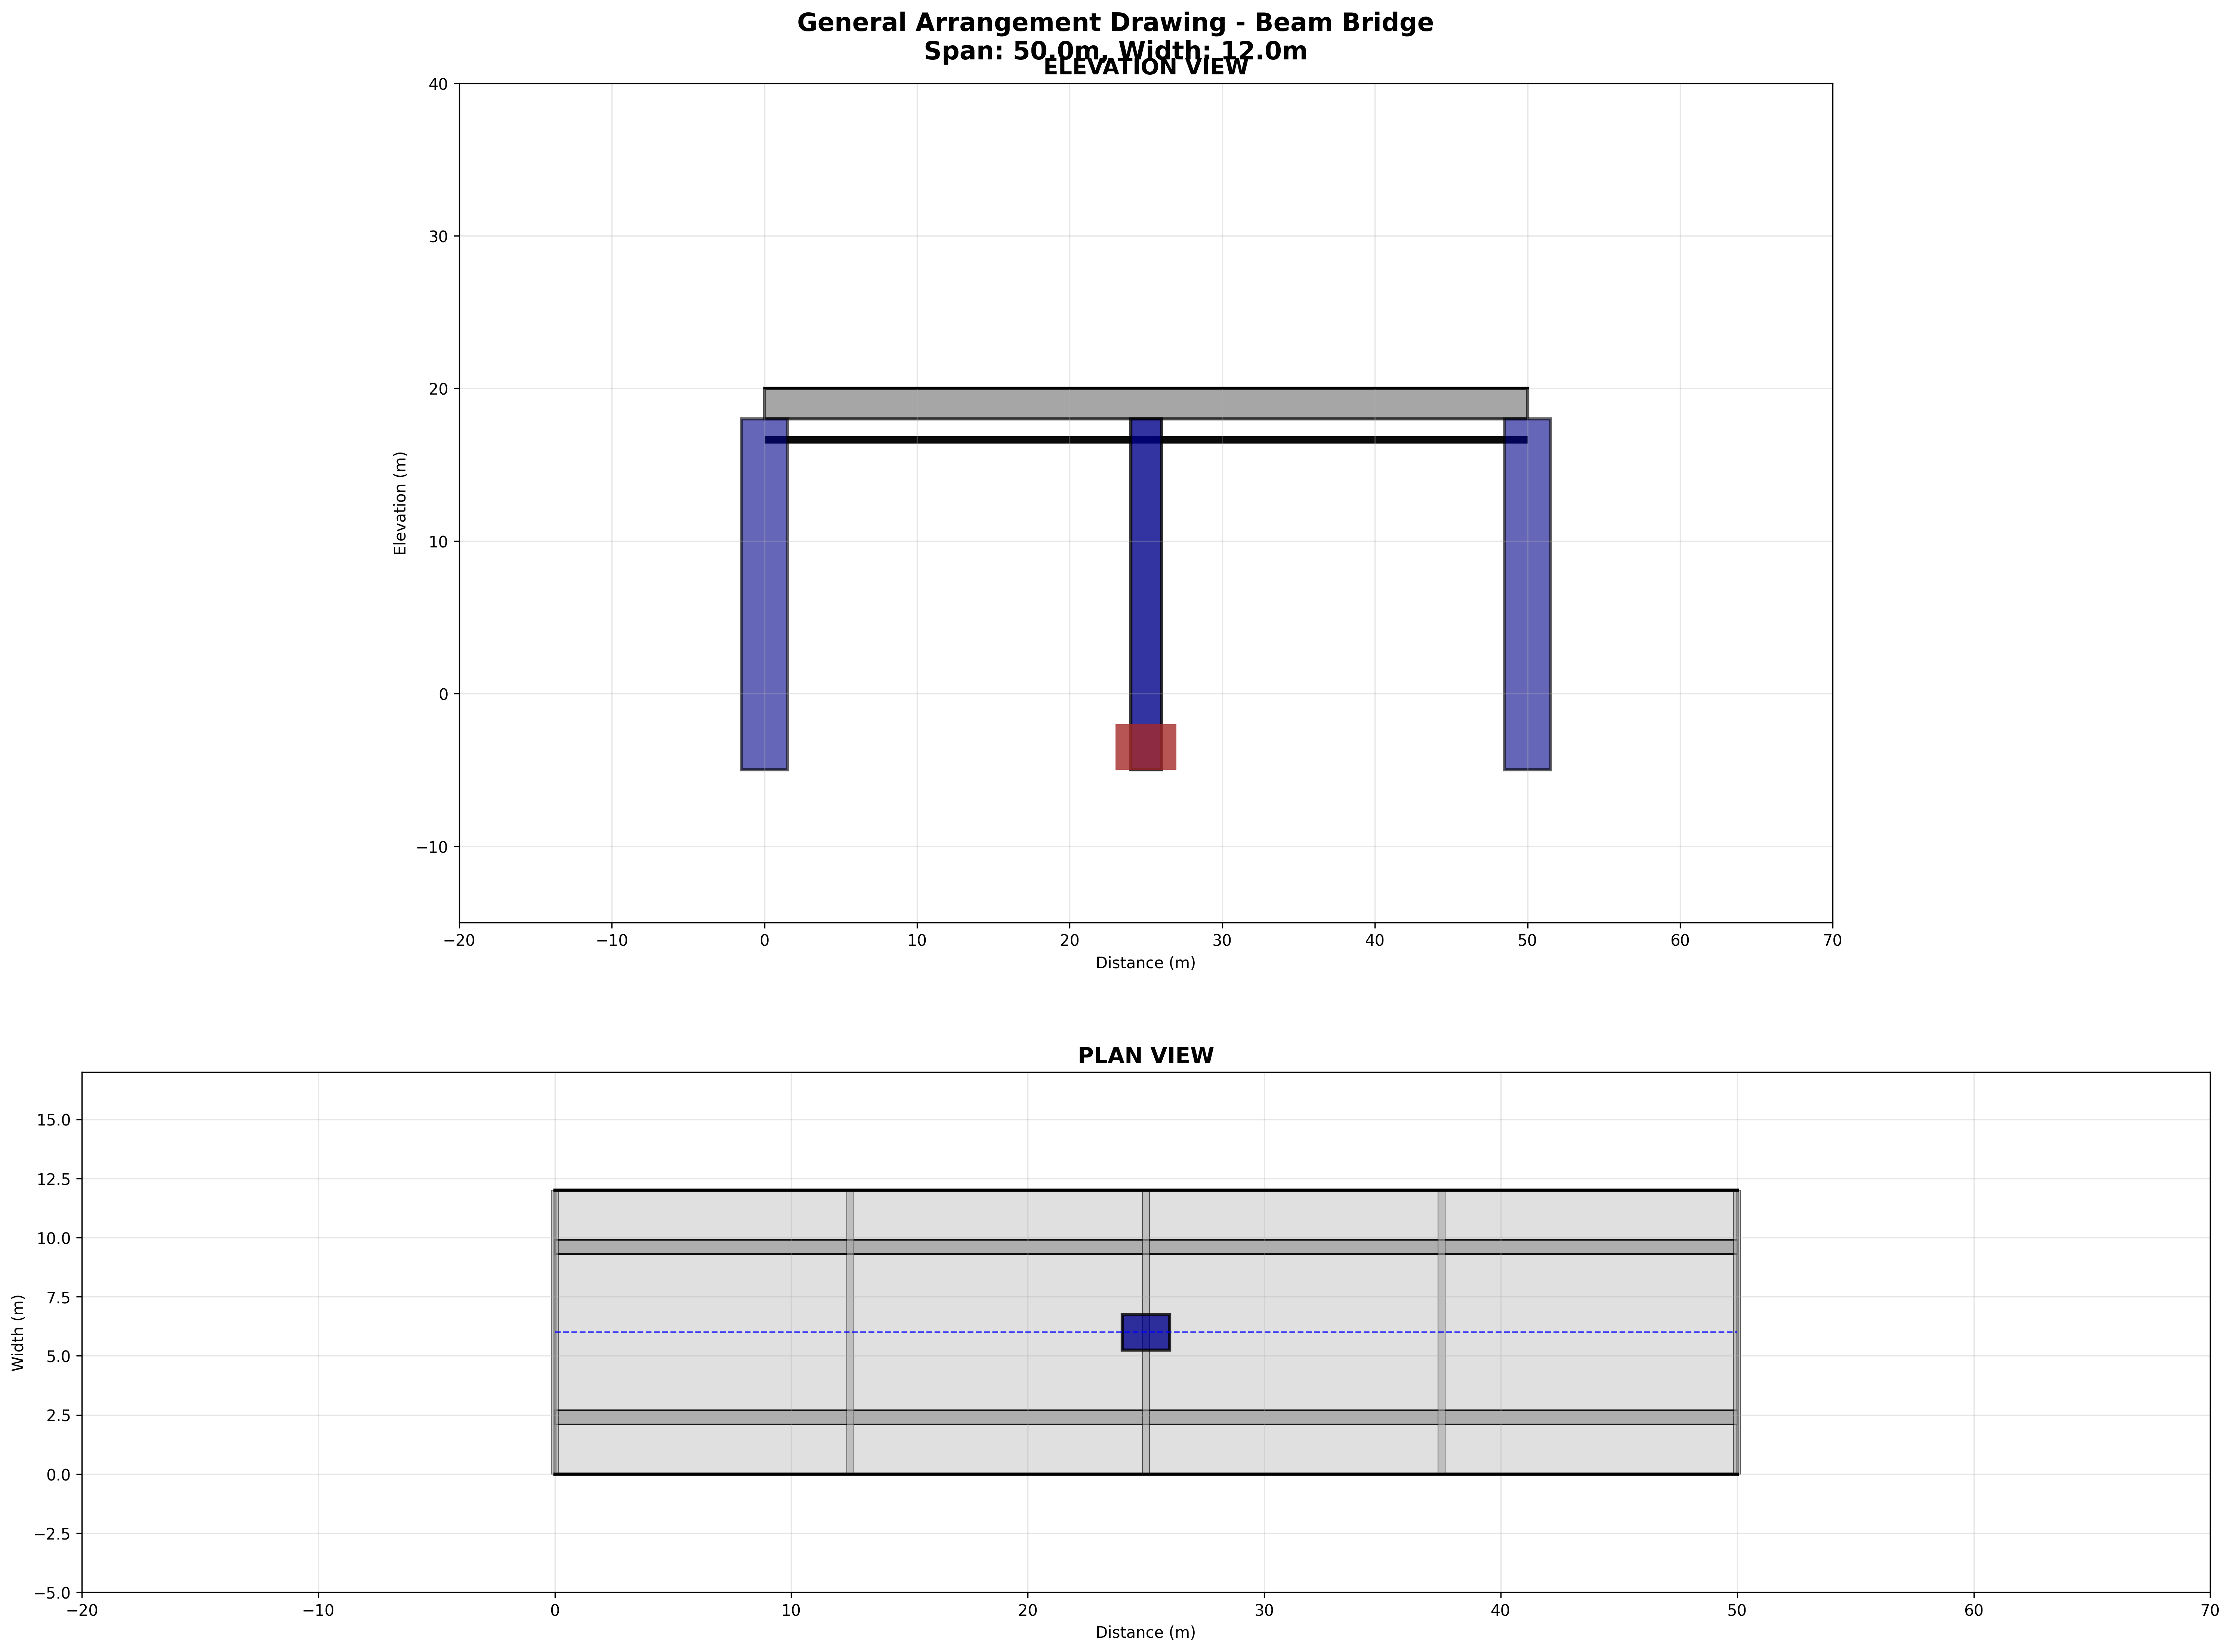 General Arrangement Drawing - Beam Bridge
Span: 50.0m, Width: 12.0m
ELEVATION VIEW
40
30
20
10
0
−10
Elevation (m)
−20 −10 0 10 20 30 40 50 60 70
Distance (m)
PLAN VIEW
15.0
12.5
10.0
7.5
5.0
2.5
0.0
−2.5
−5.0
Width (m)
−20 −10 0 10 20 30 40 50 60 70
Distance (m)